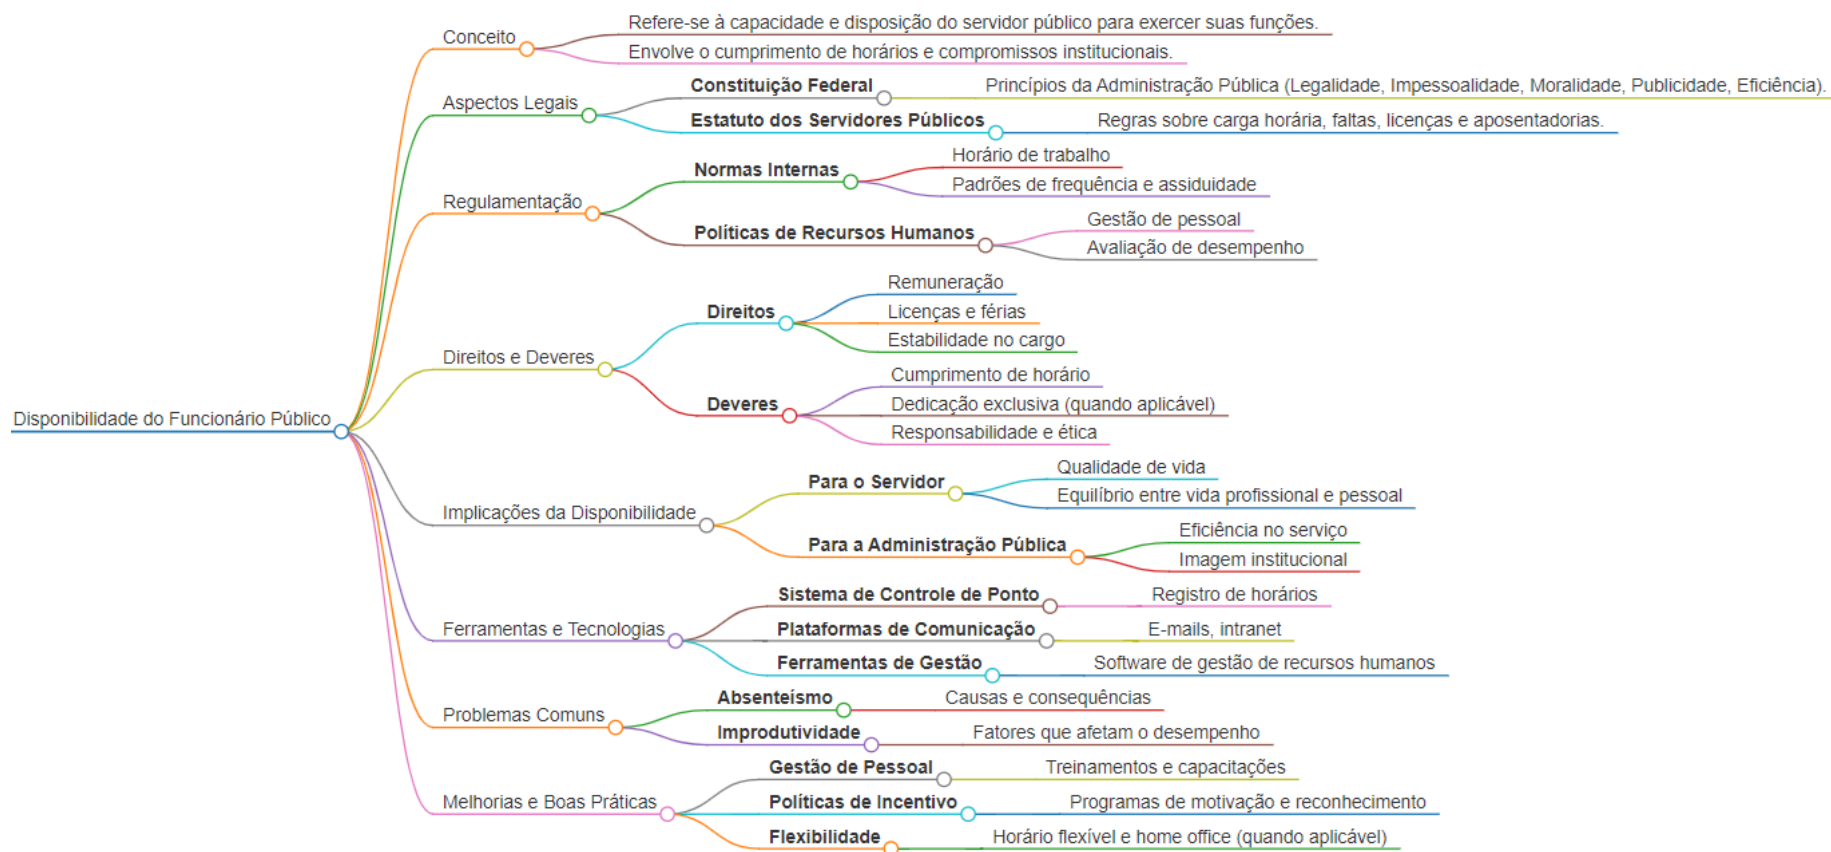 Disponibilidade do Funcionário Público
Conceito
Refere-se à capacidade e disposição do servidor público para exercer suas funções.
Envolve o cumprimento de horários e compromissos institucionais.
Aspectos Legais
Constituição Federal
Princípios da Administração Pública (Legalidade, Impessoalidade, Moralidade, Publicidade, Eficiência).
Estatuto dos Servidores Públicos
Regras sobre carga horária, faltas, licenças e aposentadorias.
Regulamentação
Normas Internas
Horário de trabalho
Padrões de frequência e assiduidade
Políticas de Recursos Humanos
Gestão de pessoal
Avaliação de desempenho
Direitos e Deveres
Direitos
Remuneração
Licenças e férias
Estabilidade no cargo
Deveres
Cumprimento de horário
Dedicação exclusiva (quando aplicável)
Responsabilidade e ética
Implicações da Disponibilidade
Para o Servidor
Qualidade de vida
Equilíbrio entre vida profissional e pessoal
Para a Administração Pública
Eficiência no serviço
Imagem institucional
Ferramentas e Tecnologias
Sistema de Controle de Ponto
Registro de horários
Plataformas de Comunicação
E-mails, intranet
Ferramentas de Gestão
Software de gestão de recursos humanos
Problemas Comuns
Absenteísmo
Causas e consequências
Improdutividade
Fatores que afetam o desempenho
Melhorias e Boas Práticas
Gestão de Pessoal
Treinamentos e capacitações
Políticas de Incentivo
Programas de motivação e reconhecimento
Flexibilidade
Horário flexível e home office (quando aplicável)